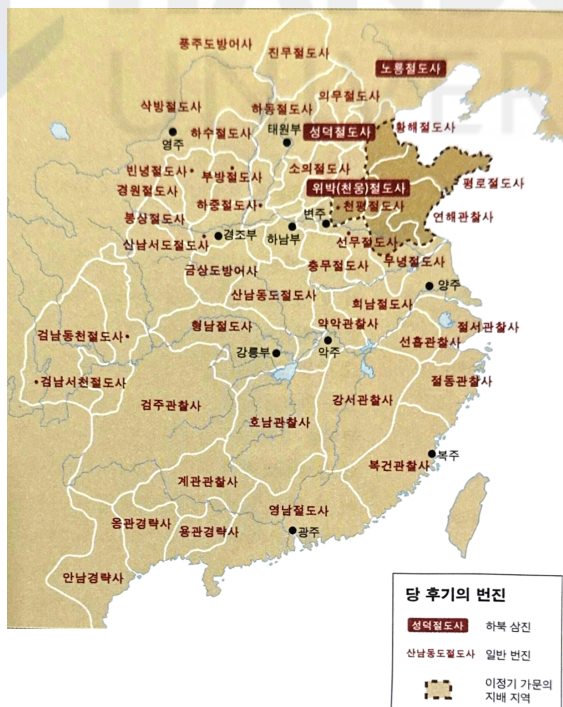 풍주도방어사
진무절도사
노룡절도사
의무절도사
삭방절도사
하동절도사
영주
하수절도사
태원부
성덕절도사
황해절도사
빈녕절도사
부방절도사
소의절도사
경원절도사
위박(천웅)절도사
평로절도사
봉상절도사
하중절도사
천평절도사
연해관찰사
변주
산남서도절도사
경조부
하남부
선무절도사
금상도방어사
충무절도사
무녕절도사
산남동도절도사
양주
회남절도사
형남절도사
악악관찰사
절서관찰사
검남동천절도사
강릉부
악주
선흡관찰사
검남서천절도사
절동관찰사
검주관찰사
강서관찰사
호남관찰사
복주
복건관찰사
계관관찰사
영남절도사
옹관경략사
용관경략사
광주
안남경략사
당 후기의 번진
성덕절도사 하북 삼진
산남동도절도사 일반 번진
이정기 가문의
지배 지역